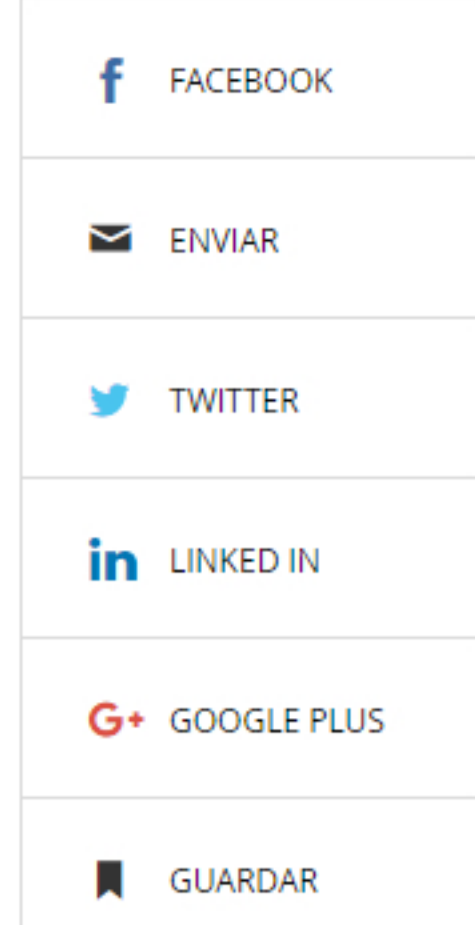 FACEBOOK
ENVIAR
TWITTER
LINKED IN
GOOGLE PLUS
GUARDAR